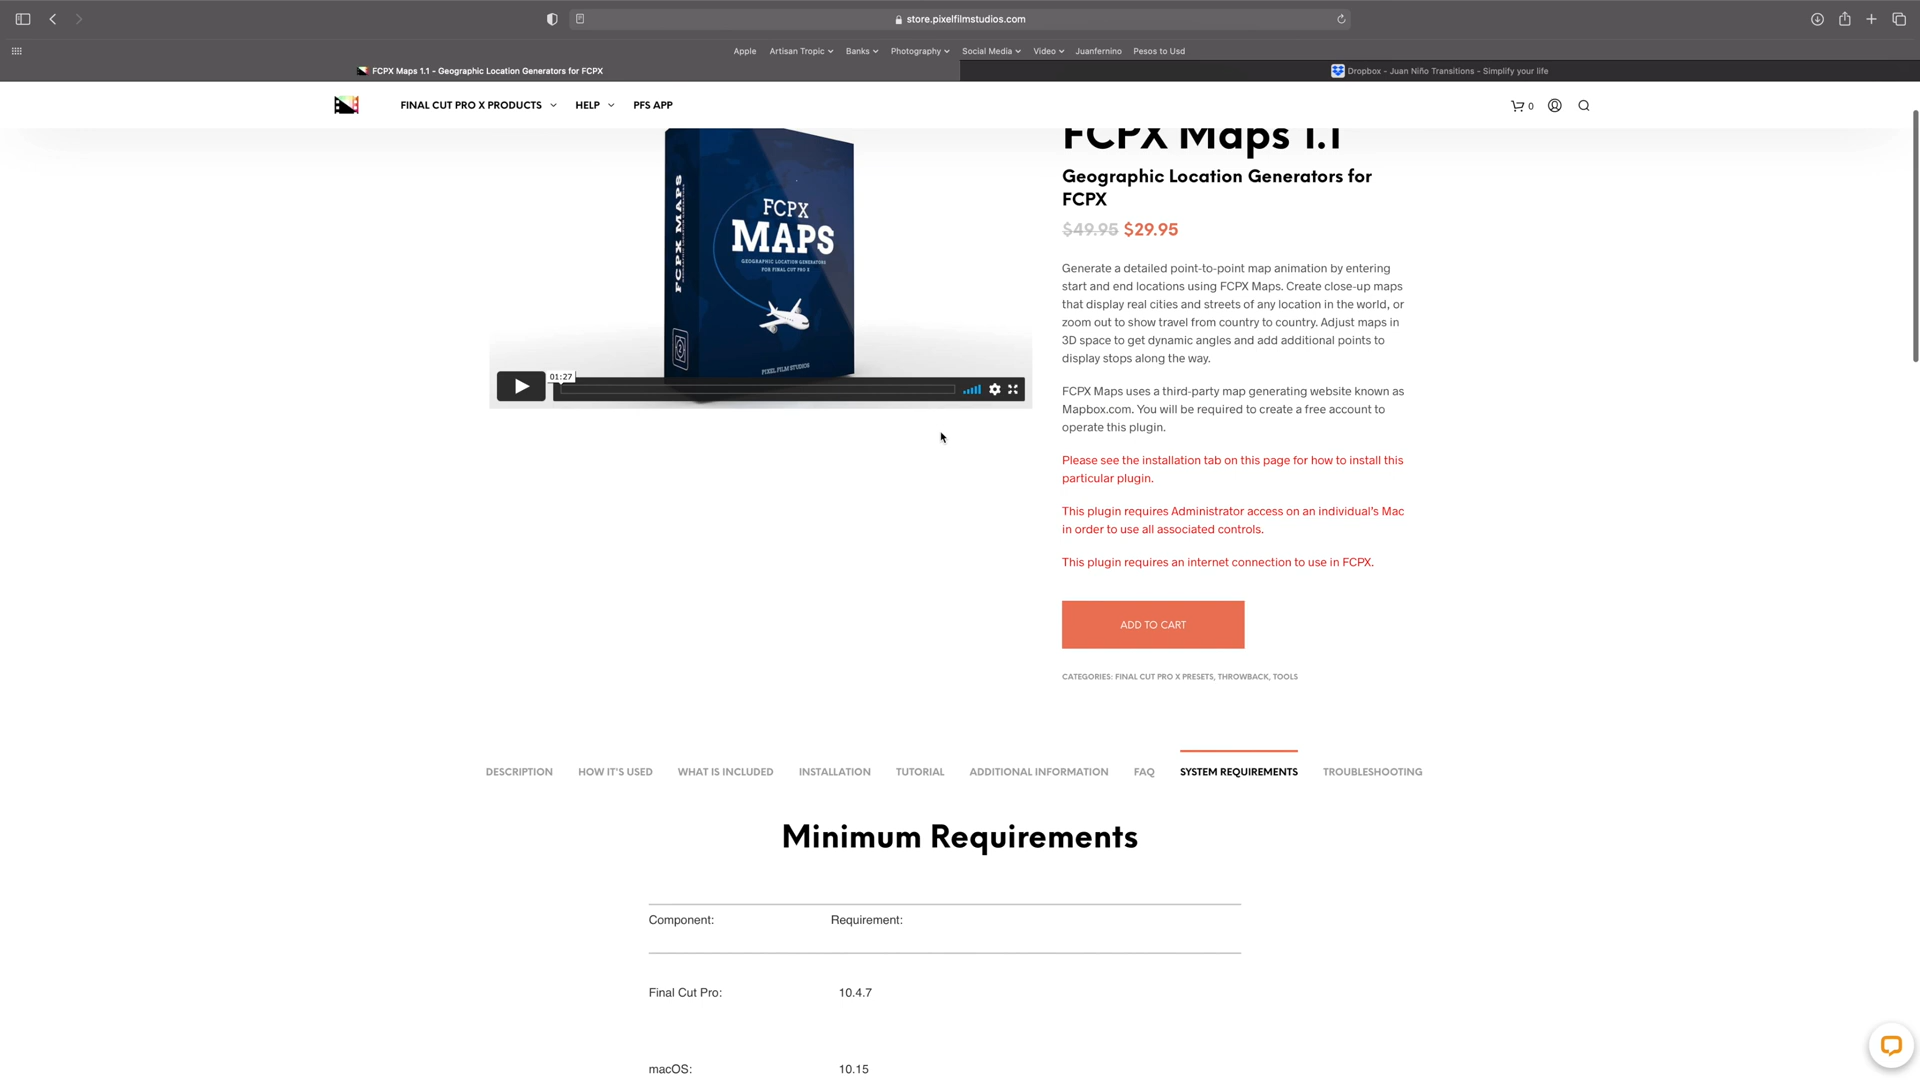 store.pixelfilmstudios.com
Apple Artisan Tropic Banks Photography Social Media Video Juanfernino Pesos to Usd
FCPX Maps 1.1 - Geographic Location Generators for FCPX
Dropbox - Juan Niño Transitions - Simplify your life
FINAL CUT PRO X PRODUCTS HELP PFS APP
0
FCPX MAPS
FCPX
MAPS
GEOGRAPHIC LOCATION GENERATORS
FOR FINAL CUT PRO X
PIXEL FILM STUDIOS
01:27
FCPX Maps 1.1
Geographic Location Generators for
FCPX
$49.95 $29.95
Generate a detailed point-to-point map animation by entering
start and end locations using FCPX Maps. Create close-up maps
that display real cities and streets of any location in the world, or
zoom out to show travel from country to country. Adjust maps in
3D space to get dynamic angles and add additional points to
display stops along the way.
FCPX Maps uses a third-party map generating website known as
Mapbox.com. You will be required to create a free account to
operate this plugin.
Please see the installation tab on this page for how to install this
particular plugin.
This plugin requires Administrator access on an individual's Mac
in order to use all associated controls.
This plugin requires an internet connection to use in FCPX.
ADD TO CART
CATEGORIES: FINAL CUT PRO X PRESETS, THROWBACK, TOOLS
DESCRIPTION HOW IT'S USED WHAT IS INCLUDED INSTALLATION TUTORIAL ADDITIONAL INFORMATION FAQ SYSTEM REQUIREMENTS TROUBLESHOOTING
Minimum Requirements
Component: Requirement:
Final Cut Pro: 10.4.7
macOS: 10.15